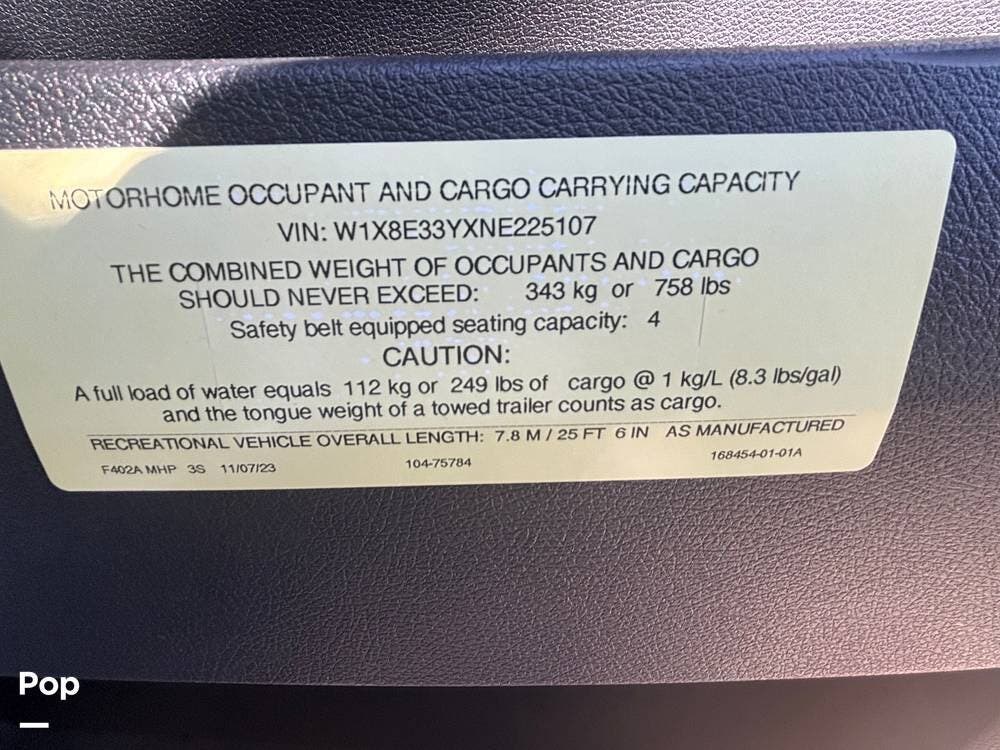 MOTORHOME OCCUPANT AND CARGO CARRYING CAPACITY
VIN: W1X8E33YXNE225107
THE COMBINED WEIGHT OF OCCUPANTS AND CARGO
SHOULD NEVER EXCEED: 343 kg or 758 lbs
Safety belt equipped seating capacity: 4
CAUTION:
A full load of water equals 112 kg or 249 lbs of cargo @ 1 kg/L (8.3 lbs/gal)
and the tongue weight of a towed trailer counts as cargo.
RECREATIONAL VEHICLE OVERALL LENGTH: 7.8 M / 25 FT 6 IN AS MANUFACTURED
F402A MHP 3S 11/07/23 104-75784 168454-01-01A
Pop